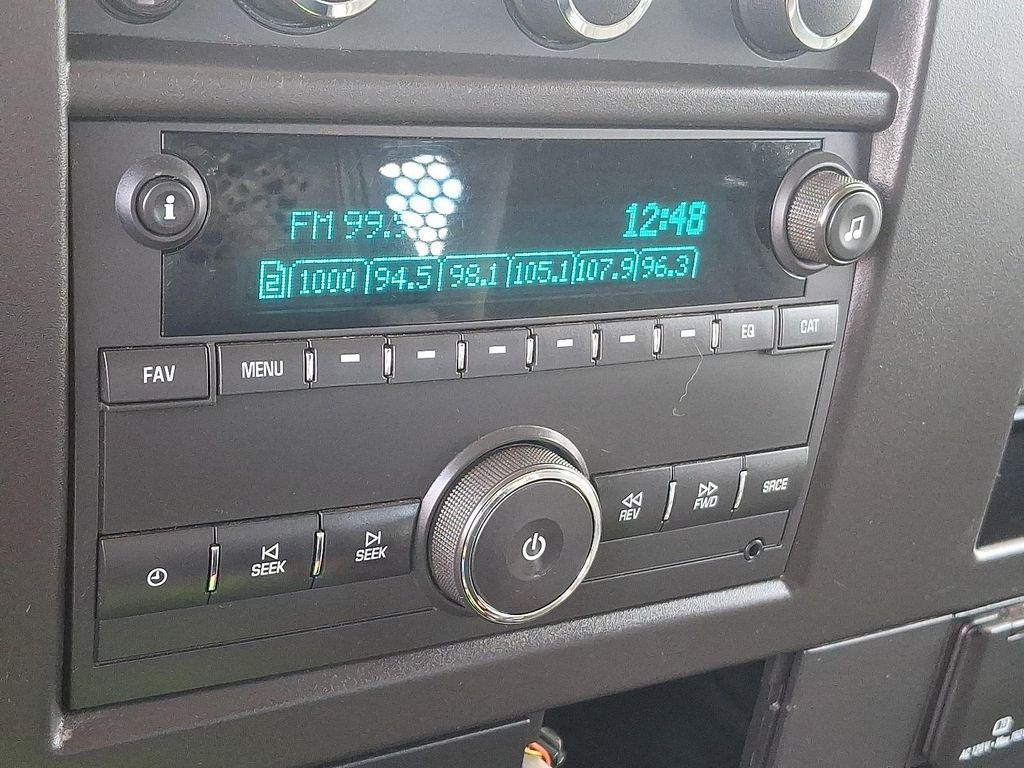 i
FM 99.
12:48
2 1000 94.5 98.1 105.1 107.9 96.3
FAV MENU EQ CAT
SEEK SEEK REV FWD SRCE